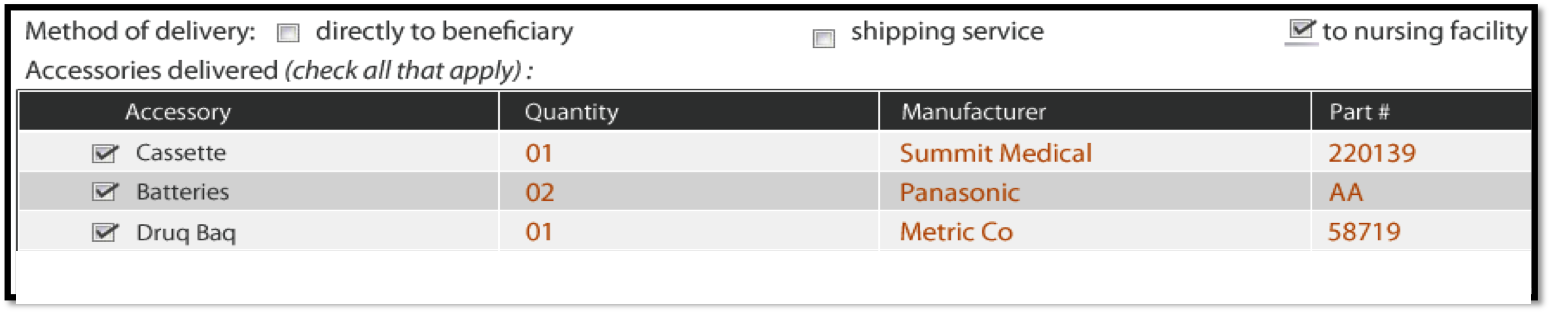 Method of delivery: directly to beneficiary shipping service to nursing facility
Accessories delivered (check all that apply) :
Accessory Quantity Manufacturer Part #
Cassette 01 Summit Medical 220139
Batteries 02 Panasonic AA
Druq Baq 01 Metric Co 58719